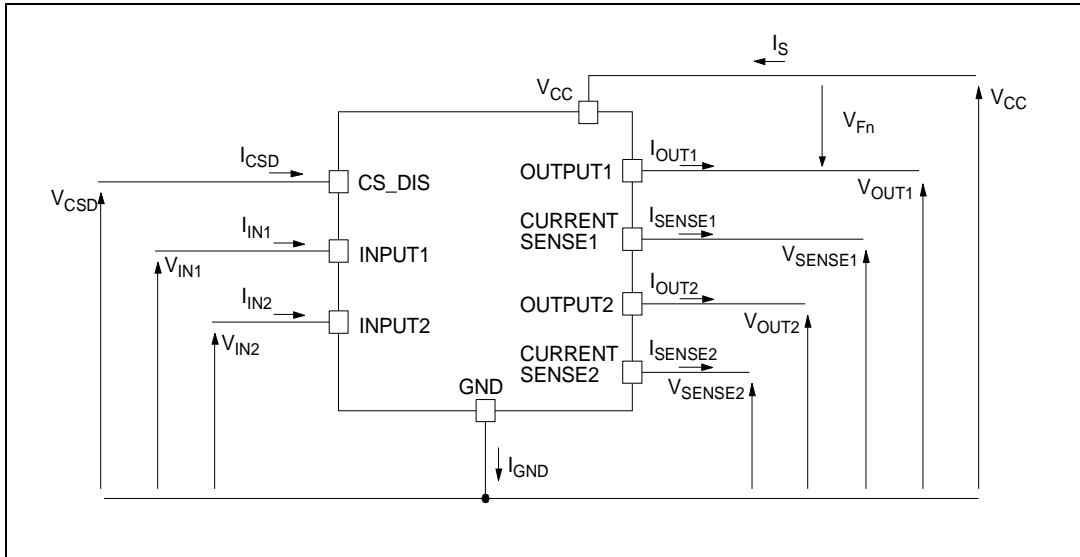 I_S
V_CC
V_CC
V_Fn
I_CSD
CS_DIS
OUTPUT1
I_OUT1
V_CSD
V_OUT1
I_IN1
INPUT1
CURRENT
SENSE1
I_SENSE1
V_IN1
V_SENSE1
I_IN2
INPUT2
OUTPUT2
I_OUT2
V_IN2
V_OUT2
CURRENT
SENSE2
I_SENSE2
V_SENSE2
GND
I_GND